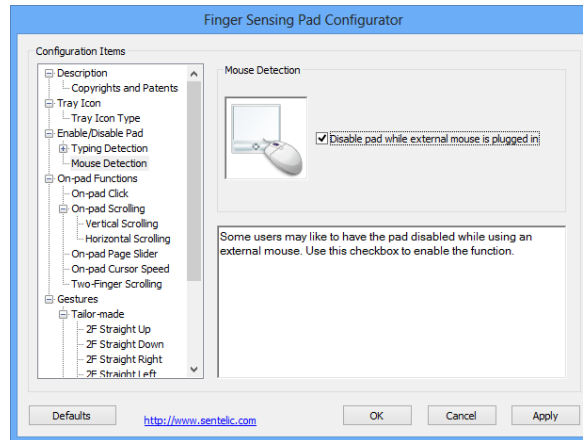 Finger Sensing Pad Configurator
Configuration Items
Description
Copyrights and Patents
Tray Icon
Tray Icon Type
Enable/Disable Pad
Typing Detection
Mouse Detection
On-pad Functions
On-pad Click
On-pad Scrolling
Vertical Scrolling
Horizontal Scrolling
On-pad Page Slider
On-pad Cursor Speed
Two-Finger Scrolling
Gestures
Tailor-made
2F Straight Up
2F Straight Down
2F Straight Right
2F Straight Left
Mouse Detection
Disable pad while external mouse is plugged in
Some users may like to have the pad disabled while using an
external mouse. Use this checkbox to enable the function.
Defaults
http://www.sentelic.com
OK
Cancel
Apply